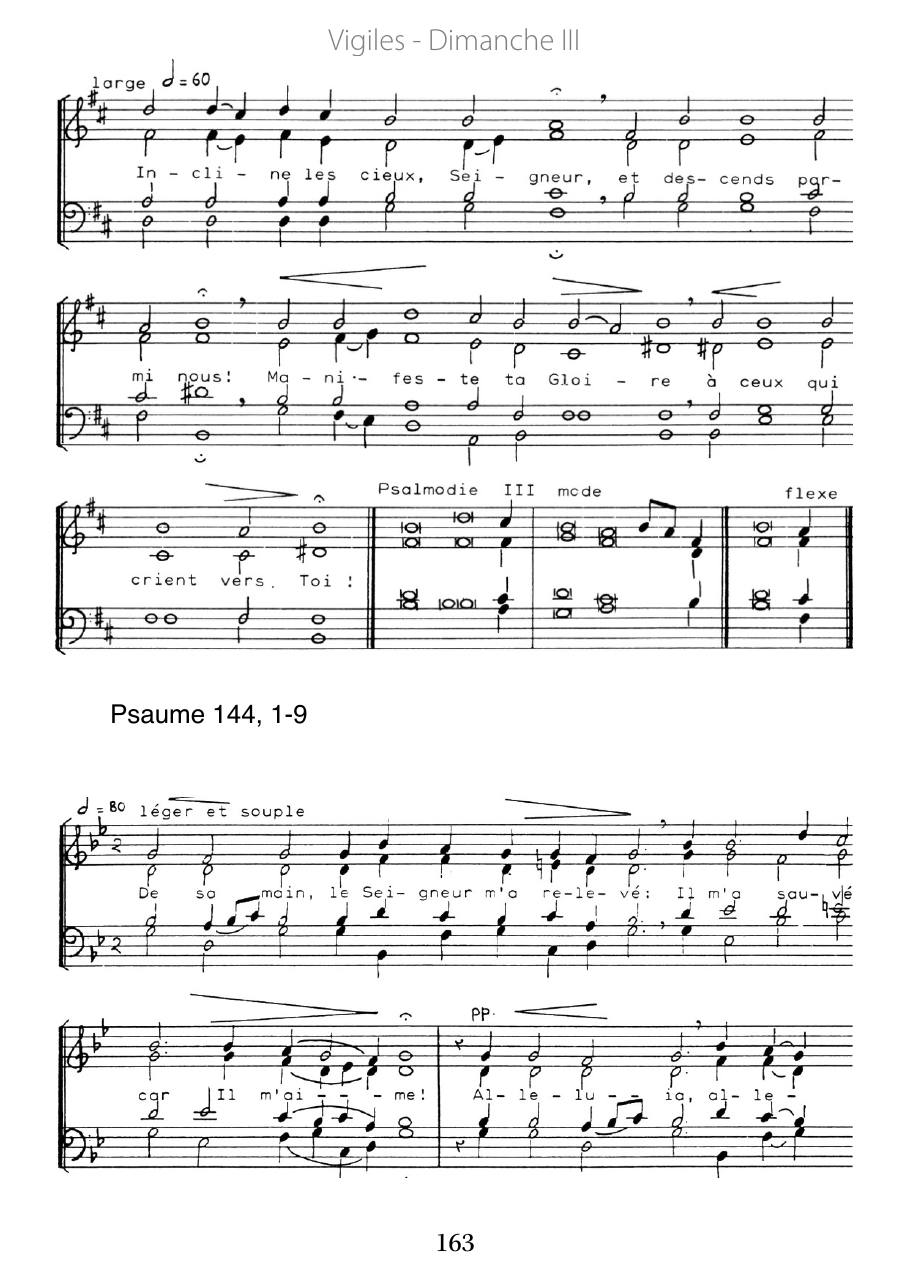 Vigiles - Dimanche III
large 𝅗𝅥 = 60
In - cli - ne les cieux, Sei - gneur, et des- cends par-
mi nous! Ma - ni - fes - te ta Gloi - re à ceux qui
Psalmodie III mode flexe
crient vers. Toi !
Psaume 144, 1-9
𝅗𝅥 = 80 léger et souple
2
De sa main, le Sei- gneur m'a re-le- vé: Il m'a sau- vé
2
pp.
car Il m'ai - - - me! Al- le - lu - - ia, al- le -
163